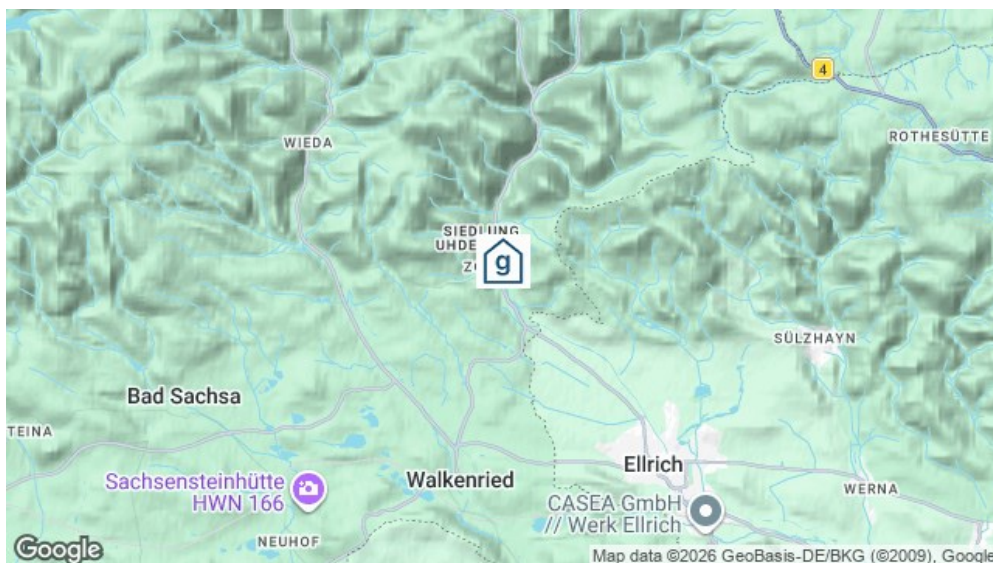 4
ROTHESÜTTE
WIEDA
SIEDLUNG
g
SÜLZHAYN
Bad Sachsa
TEINA
Ellrich
Sachsensteinhütte
HWN 166
Walkenried
WERNA
CASEA GmbH
// Werk Ellrich
NEUHOF
Google
Map data ©2026 GeoBasis-DE/BKG (©2009), Google